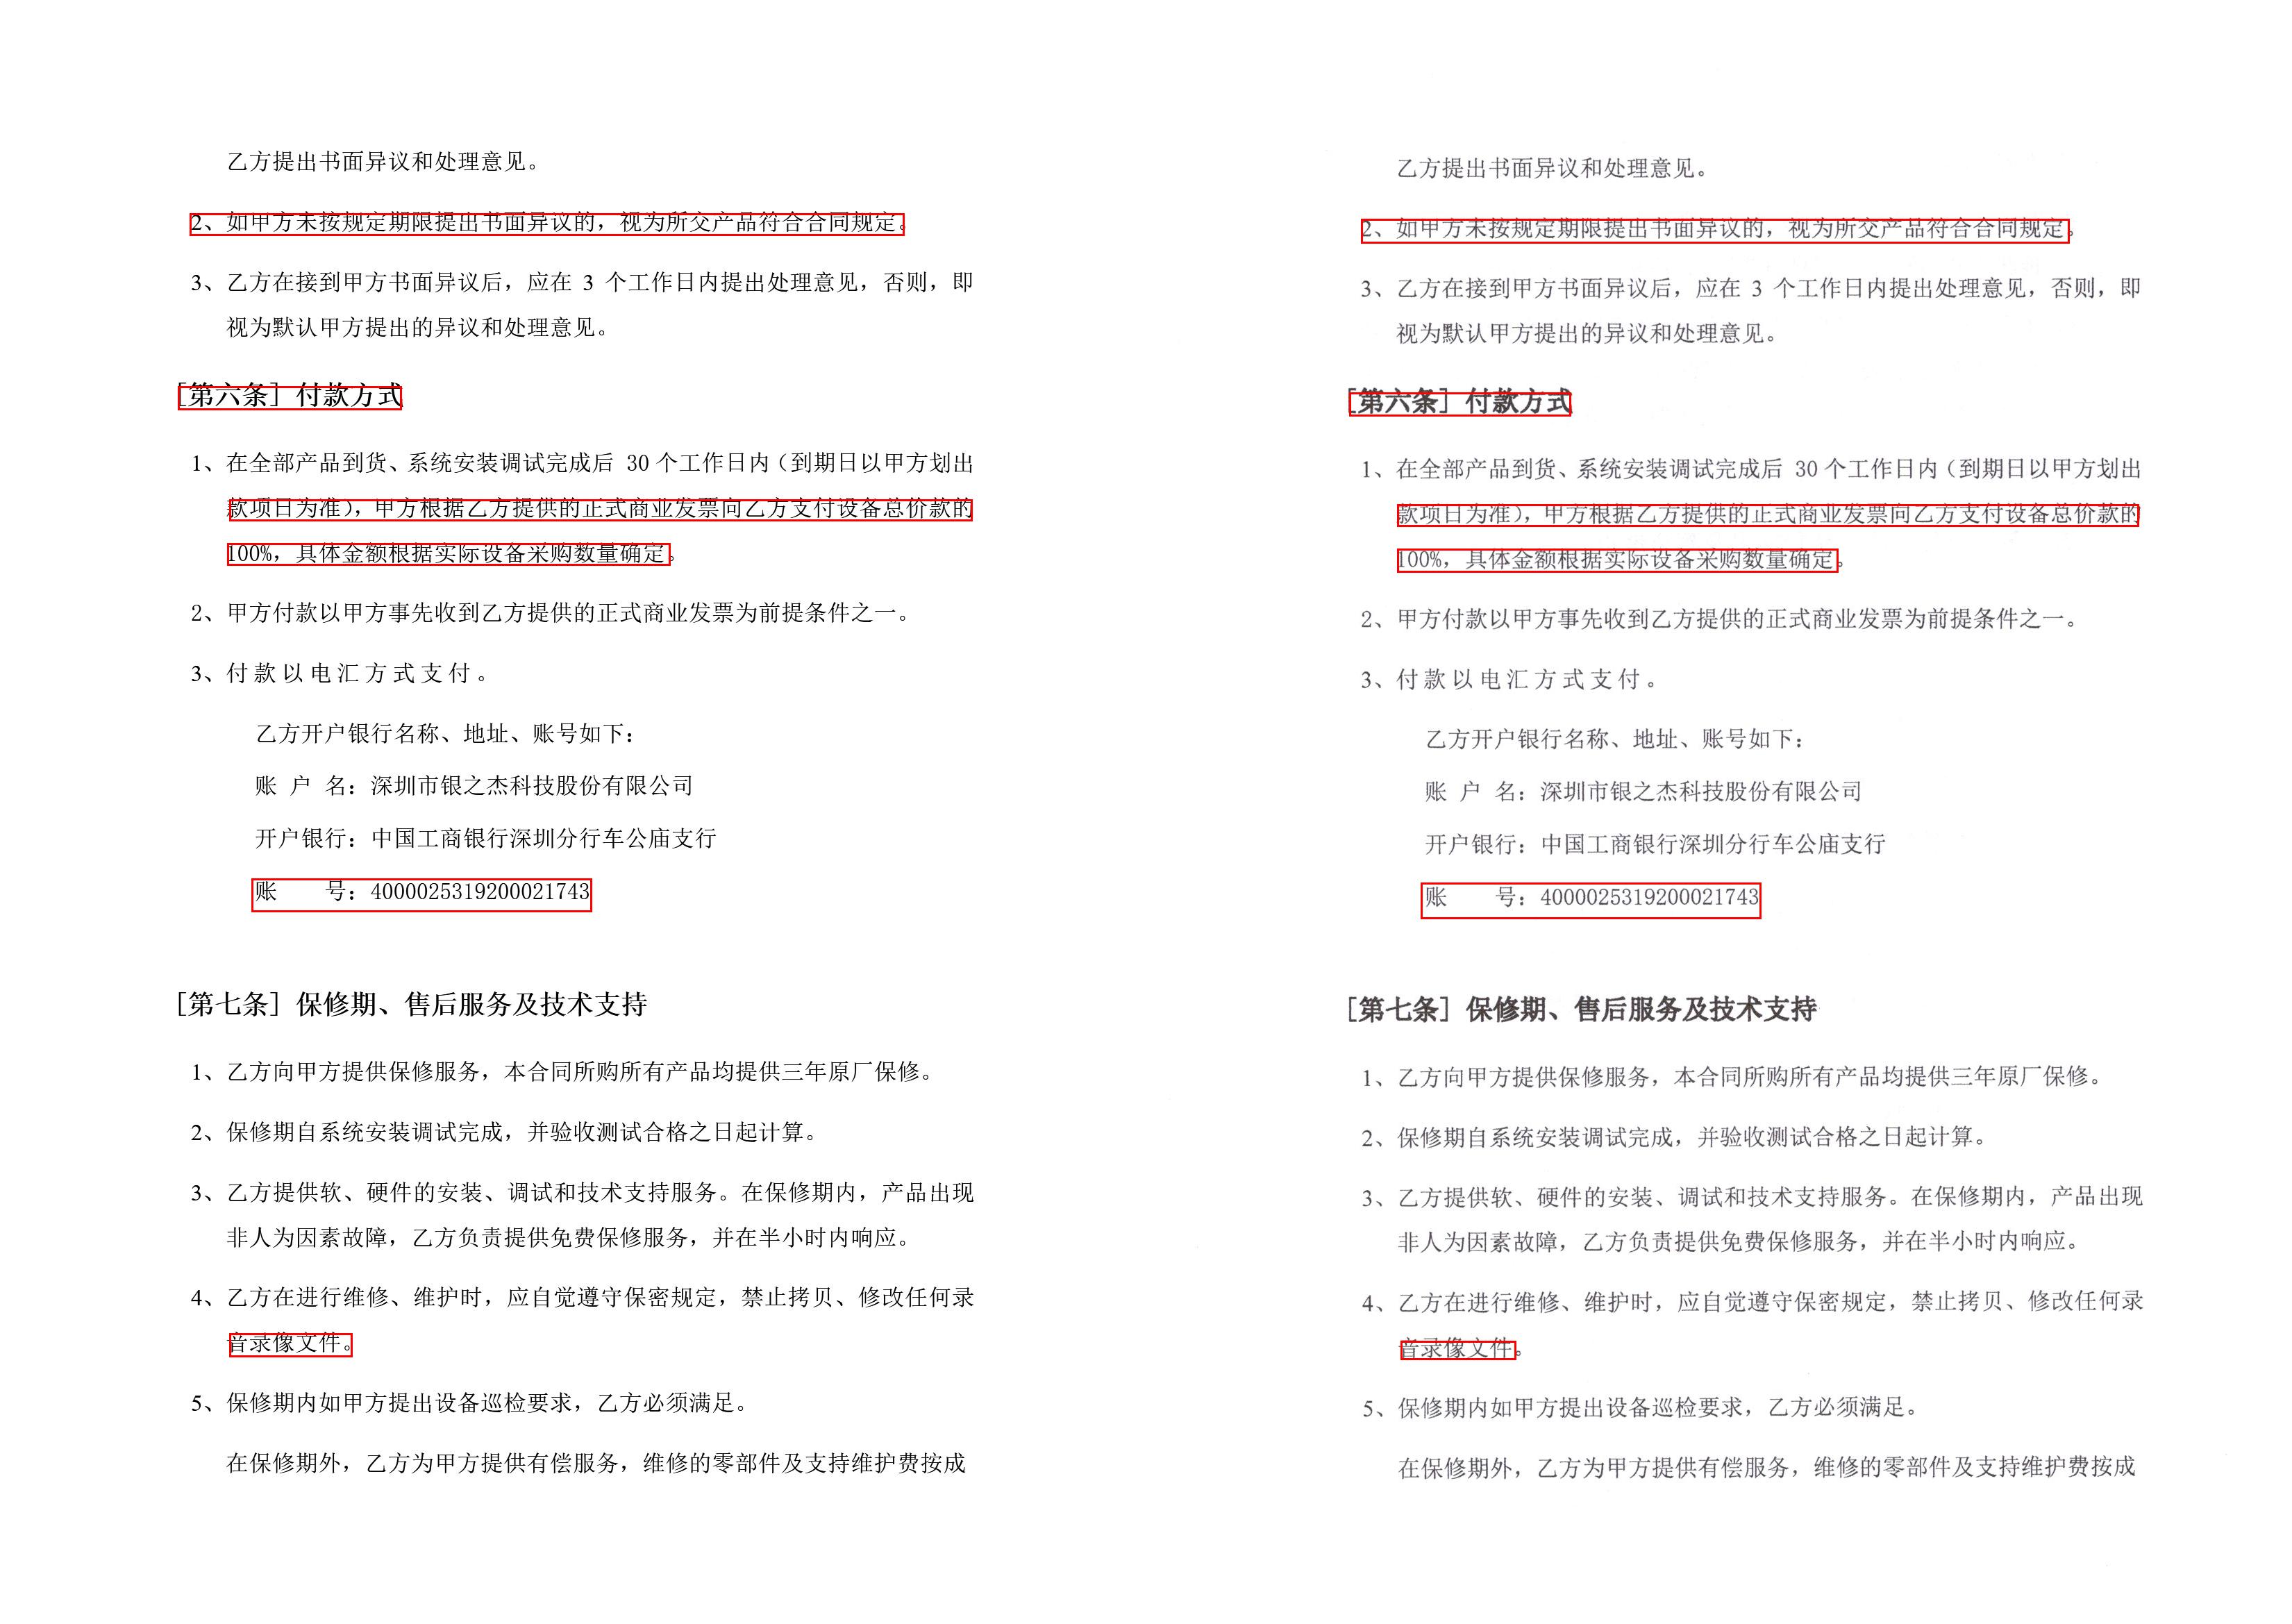 乙方提出书面异议和处理意见。
2、如甲方未按规定期限提出书面异议的，视为所交产品符合合同规定。
3、乙方在接到甲方书面异议后，应在 3 个工作日内提出处理意见，否则，即
视为默认甲方提出的异议和处理意见。
[第六条] 付款方式
1、在全部产品到货、系统安装调试完成后 30 个工作日内（到期日以甲方划出
款项日为准），甲方根据乙方提供的正式商业发票向乙方支付设备总价款的
100%，具体金额根据实际设备采购数量确定。
2、甲方付款以甲方事先收到乙方提供的正式商业发票为前提条件之一。
3、付款以电汇方式支付。
乙方开户银行名称、地址、账号如下：
账 户 名：深圳市银之杰科技股份有限公司
开户银行：中国工商银行深圳分行车公庙支行
账 号：4000025319200021743
[第七条] 保修期、售后服务及技术支持
1、乙方向甲方提供保修服务，本合同所购所有产品均提供三年原厂保修。
2、保修期自系统安装调试完成，并验收测试合格之日起计算。
3、乙方提供软、硬件的安装、调试和技术支持服务。在保修期内，产品出现
非人为因素故障，乙方负责提供免费保修服务，并在半小时内响应。
4、乙方在进行维修、维护时，应自觉遵守保密规定，禁止拷贝、修改任何录
音录像文件。
5、保修期内如甲方提出设备巡检要求，乙方必须满足。
在保修期外，乙方为甲方提供有偿服务，维修的零部件及支持维护费按成
乙方提出书面异议和处理意见。
2、如甲方未按规定期限提出书面异议的，视为所交产品符合合同规定。
3、乙方在接到甲方书面异议后，应在 3 个工作日内提出处理意见，否则，即
视为默认甲方提出的异议和处理意见。
[第六条] 付款方式
1、在全部产品到货、系统安装调试完成后 30 个工作日内（到期日以甲方划出
款项日为准），甲方根据乙方提供的正式商业发票向乙方支付设备总价款的
100%，具体金额根据实际设备采购数量确定。
2、甲方付款以甲方事先收到乙方提供的正式商业发票为前提条件之一。
3、付款以电汇方式支付。
乙方开户银行名称、地址、账号如下：
账 户 名：深圳市银之杰科技股份有限公司
开户银行：中国工商银行深圳分行车公庙支行
账 号：4000025319200021743
[第七条] 保修期、售后服务及技术支持
1、乙方向甲方提供保修服务，本合同所购所有产品均提供三年原厂保修。
2、保修期自系统安装调试完成，并验收测试合格之日起计算。
3、乙方提供软、硬件的安装、调试和技术支持服务。在保修期内，产品出现
非人为因素故障，乙方负责提供免费保修服务，并在半小时内响应。
4、乙方在进行维修、维护时，应自觉遵守保密规定，禁止拷贝、修改任何录
音录像文件。
5、保修期内如甲方提出设备巡检要求，乙方必须满足。
在保修期外，乙方为甲方提供有偿服务，维修的零部件及支持维护费按成